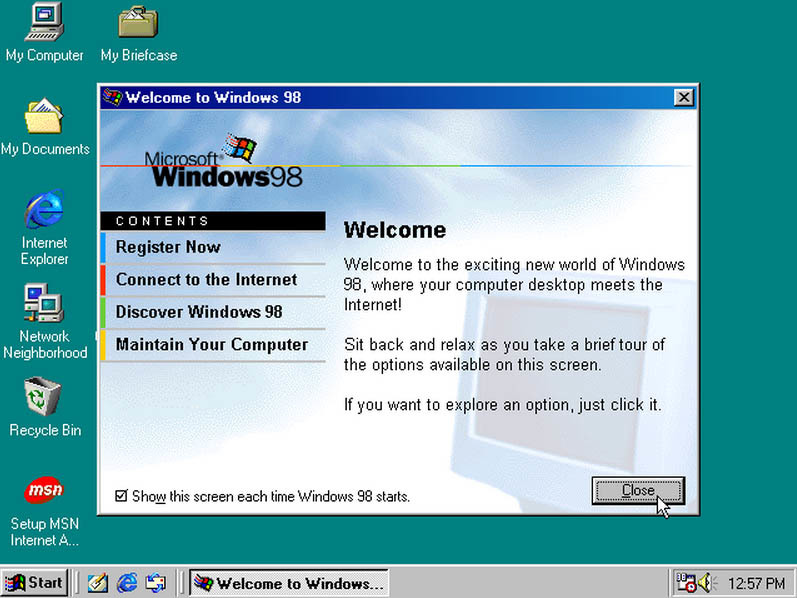 My Computer
My Briefcase
My Documents
Internet
Explorer
Network
Neighborhood
Recycle Bin
msn
Setup MSN
Internet A...
Welcome to Windows 98
Microsoft®
Windows98
CONTENTS
Register Now
Connect to the Internet
Discover Windows 98
Maintain Your Computer
Welcome
Welcome to the exciting new world of Windows
98, where your computer desktop meets the
Internet!
Sit back and relax as you take a brief tour of
the options available on this screen.
If you want to explore an option, just click it.
Show this screen each time Windows 98 starts.
Close
Start
Welcome to Windows...
12:57 PM